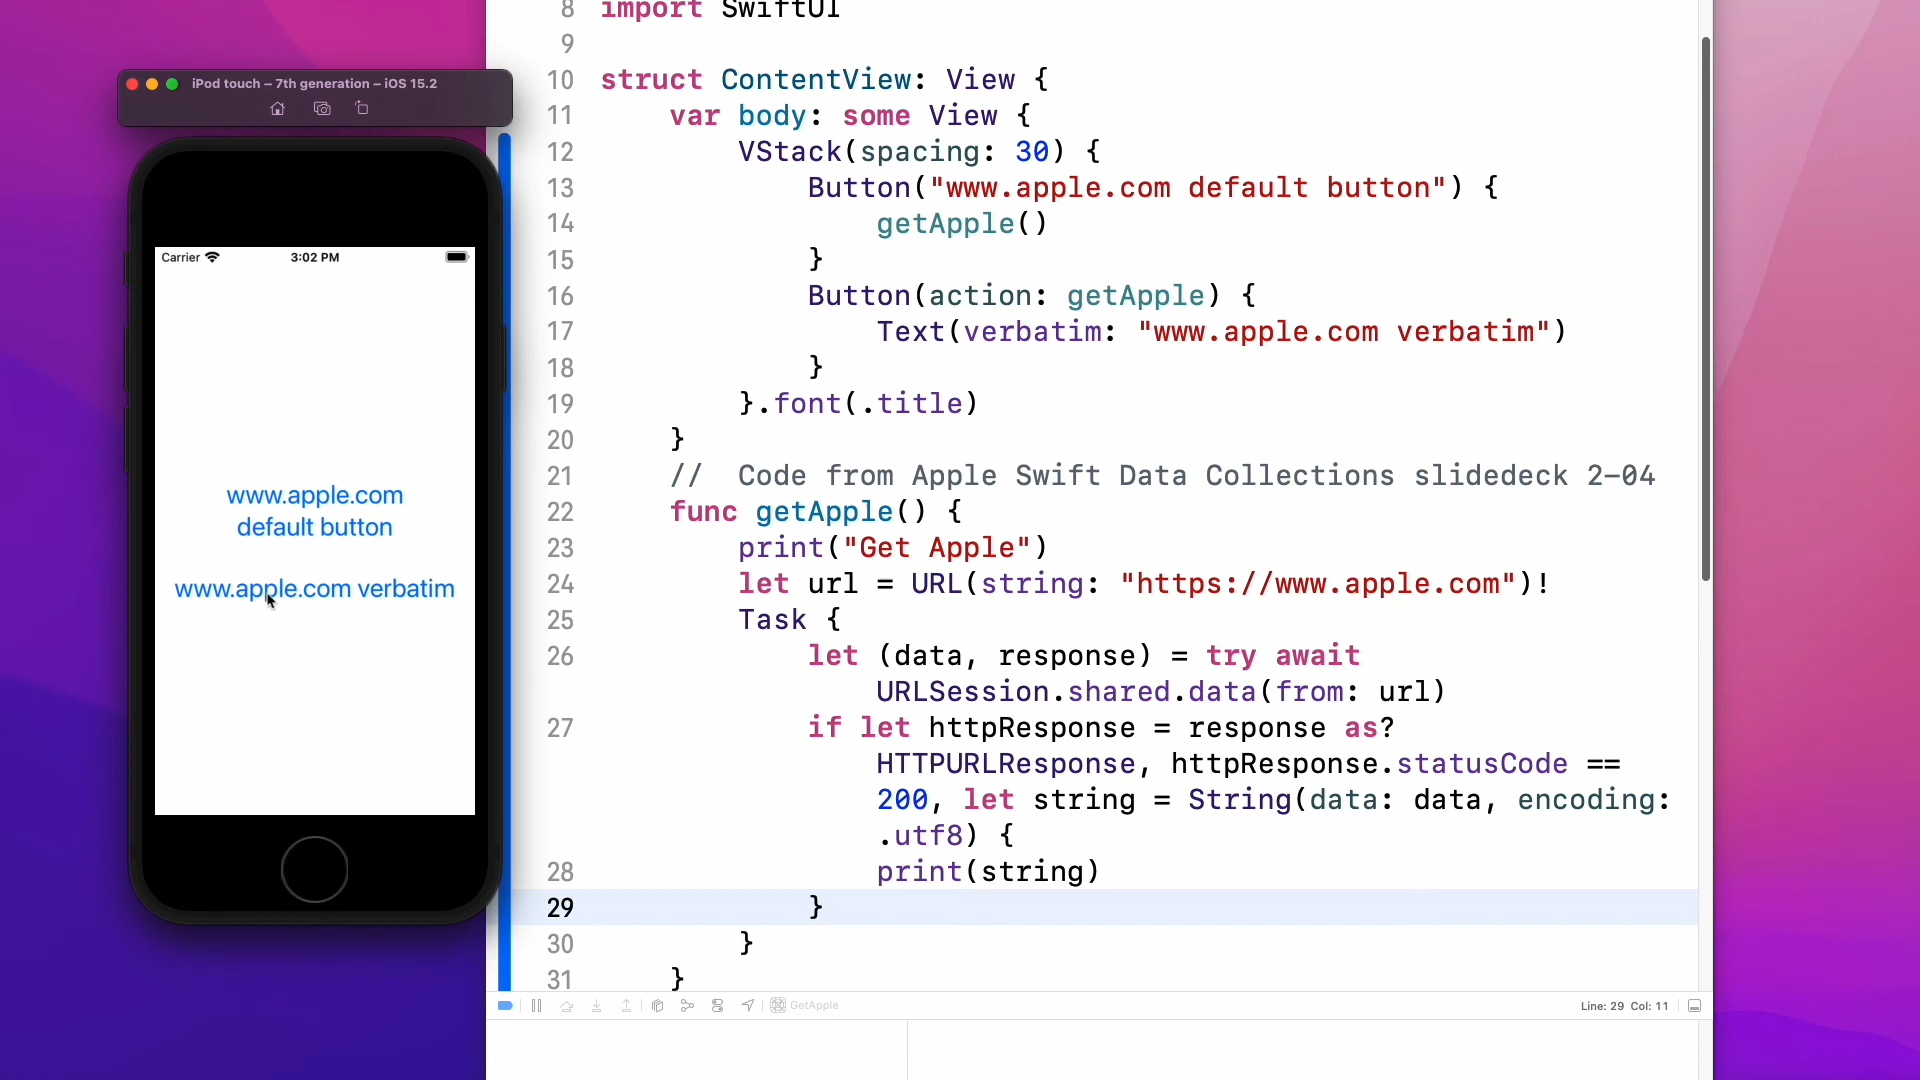 iPod touch – 7th generation – iOS 15.2
Carrier
3:02 PM
www.apple.com
default button
www.apple.com verbatim
8 import SwiftUI
9
10 struct ContentView: View {
11 var body: some View {
12 VStack(spacing: 30) {
13 Button("www.apple.com default button") {
14 getApple()
15 }
16 Button(action: getApple) {
17 Text(verbatim: "www.apple.com verbatim")
18 }
19 }.font(.title)
20 }
21 //  Code from Apple Swift Data Collections slidedeck 2-04
22 func getApple() {
23 print("Get Apple")
24 let url = URL(string: "https://www.apple.com")!
25 Task {
26 let (data, response) = try await
URLSession.shared.data(from: url)
27 if let httpResponse = response as?
HTTPURLResponse, httpResponse.statusCode ==
200, let string = String(data: data, encoding:
.utf8) {
28 print(string)
29 }
30 }
31 }
GetApple
Line: 29 Col: 11